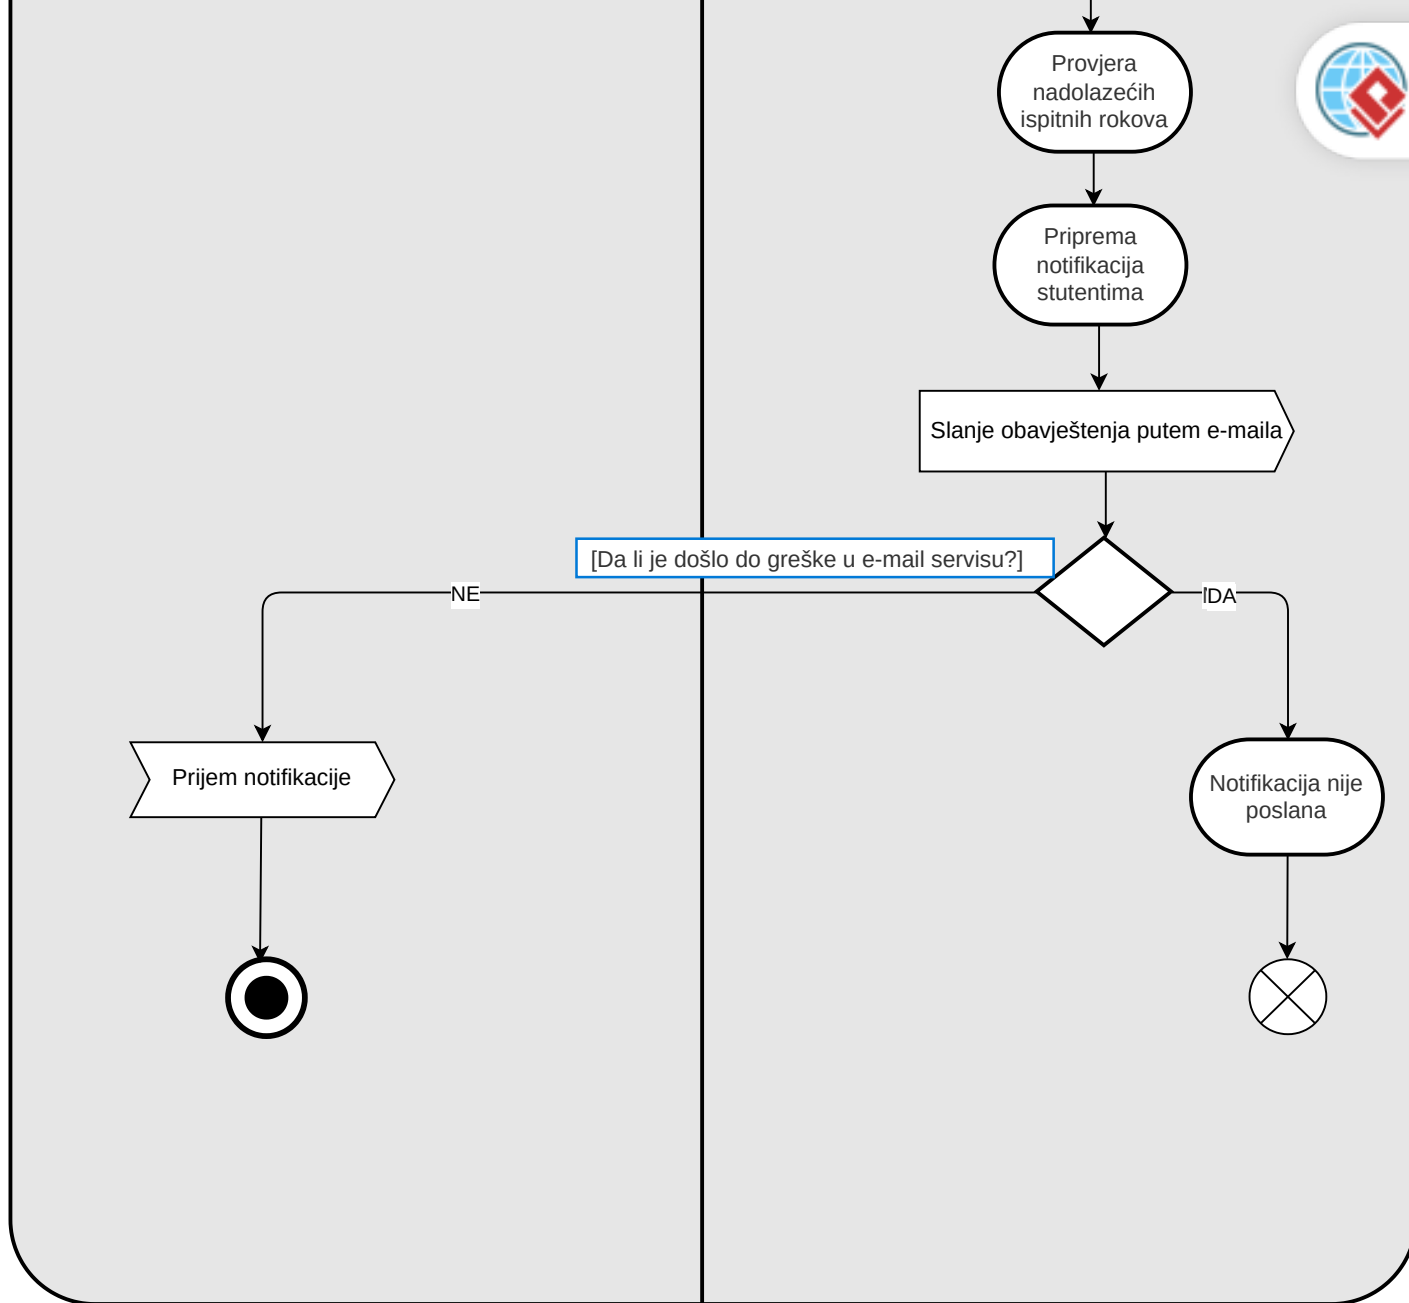 Provjera
nadolazećih
ispitnih rokova
Priprema
notifikacija
stutentima
Slanje obavještenja putem e-maila
[Da li je došlo do greške u e-mail servisu?]
NE
DA
Prijem notifikacije
Notifikacija nije
poslana